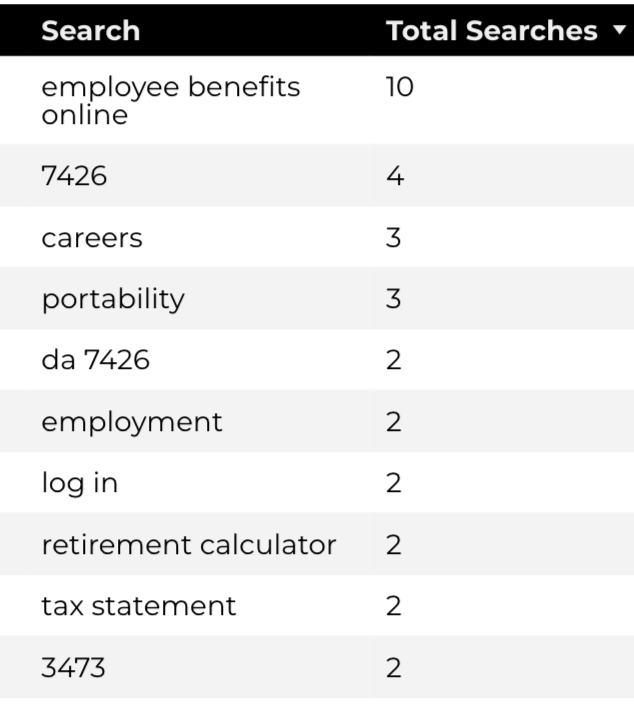 Search Total Searches ▼
employee benefits 10
online
7426 4
careers 3
portability 3
da 7426 2
employment 2
log in 2
retirement calculator 2
tax statement 2
3473 2